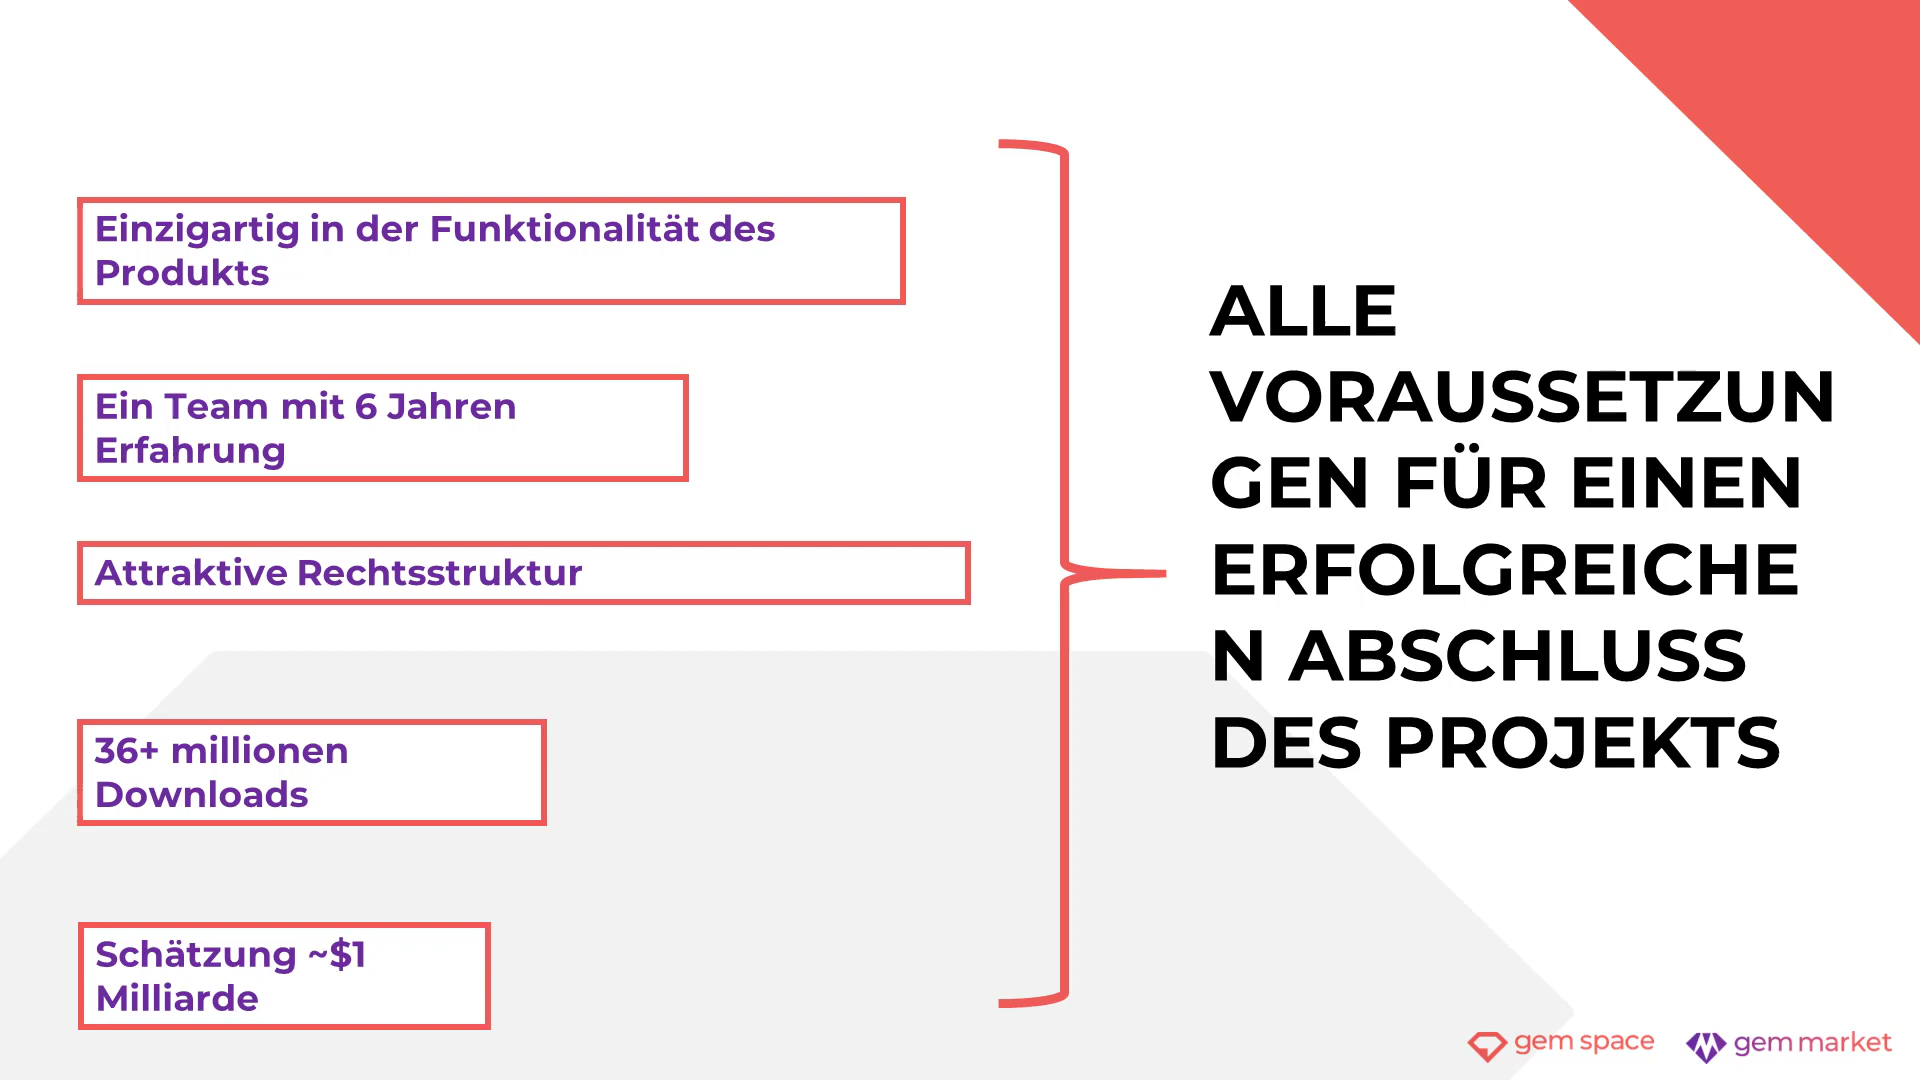 Einzigartig in der Funktionalität des
Produkts
Ein Team mit 6 Jahren
Erfahrung
Attraktive Rechtsstruktur
36+ millionen
Downloads
Schätzung ~$1
Milliarde
ALLE
VORAUSSETZUN
GEN FÜR EINEN
ERFOLGREICHE
N ABSCHLUSS
DES PROJEKTS
gem space
gem market